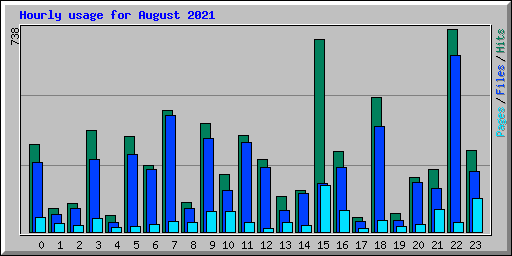 Hourly usage for August 2021
738
Pages/Files/Hits
0 1 2 3 4 5 6 7 8 9 10 11 12 13 14 15 16 17 18 19 20 21 22 23